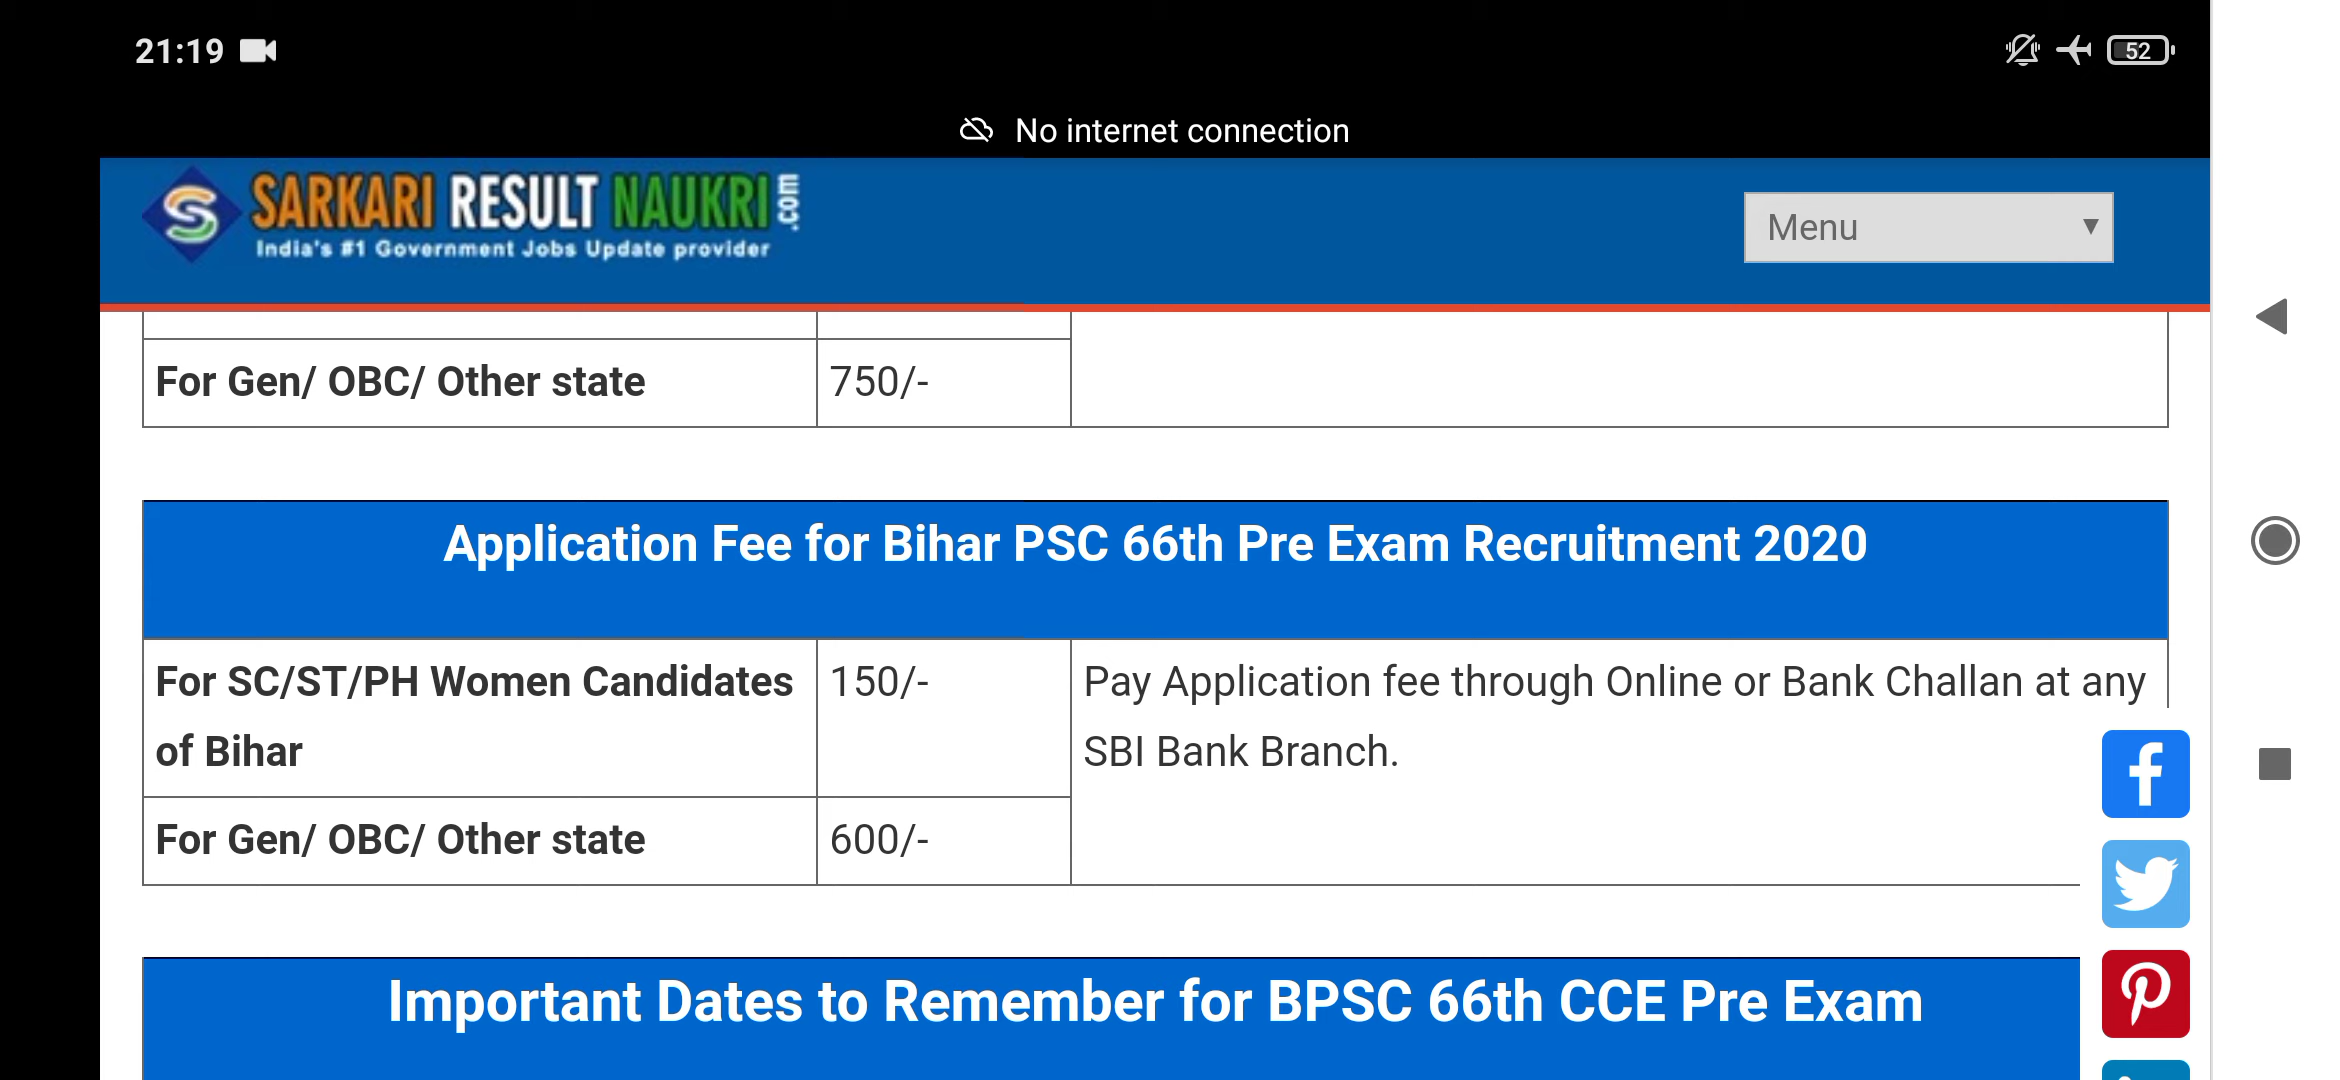 21:19
52
No internet connection
SARKARI RESULT NAUKRI .com
India's #1 Government Jobs Update provider
Menu
For Gen/ OBC/ Other state 750/-
Application Fee for Bihar PSC 66th Pre Exam Recruitment 2020
For SC/ST/PH Women Candidates of Bihar
150/-
Pay Application fee through Online or Bank Challan at any
SBI Bank Branch.
For Gen/ OBC/ Other state 600/-
Important Dates to Remember for BPSC 66th CCE Pre Exam